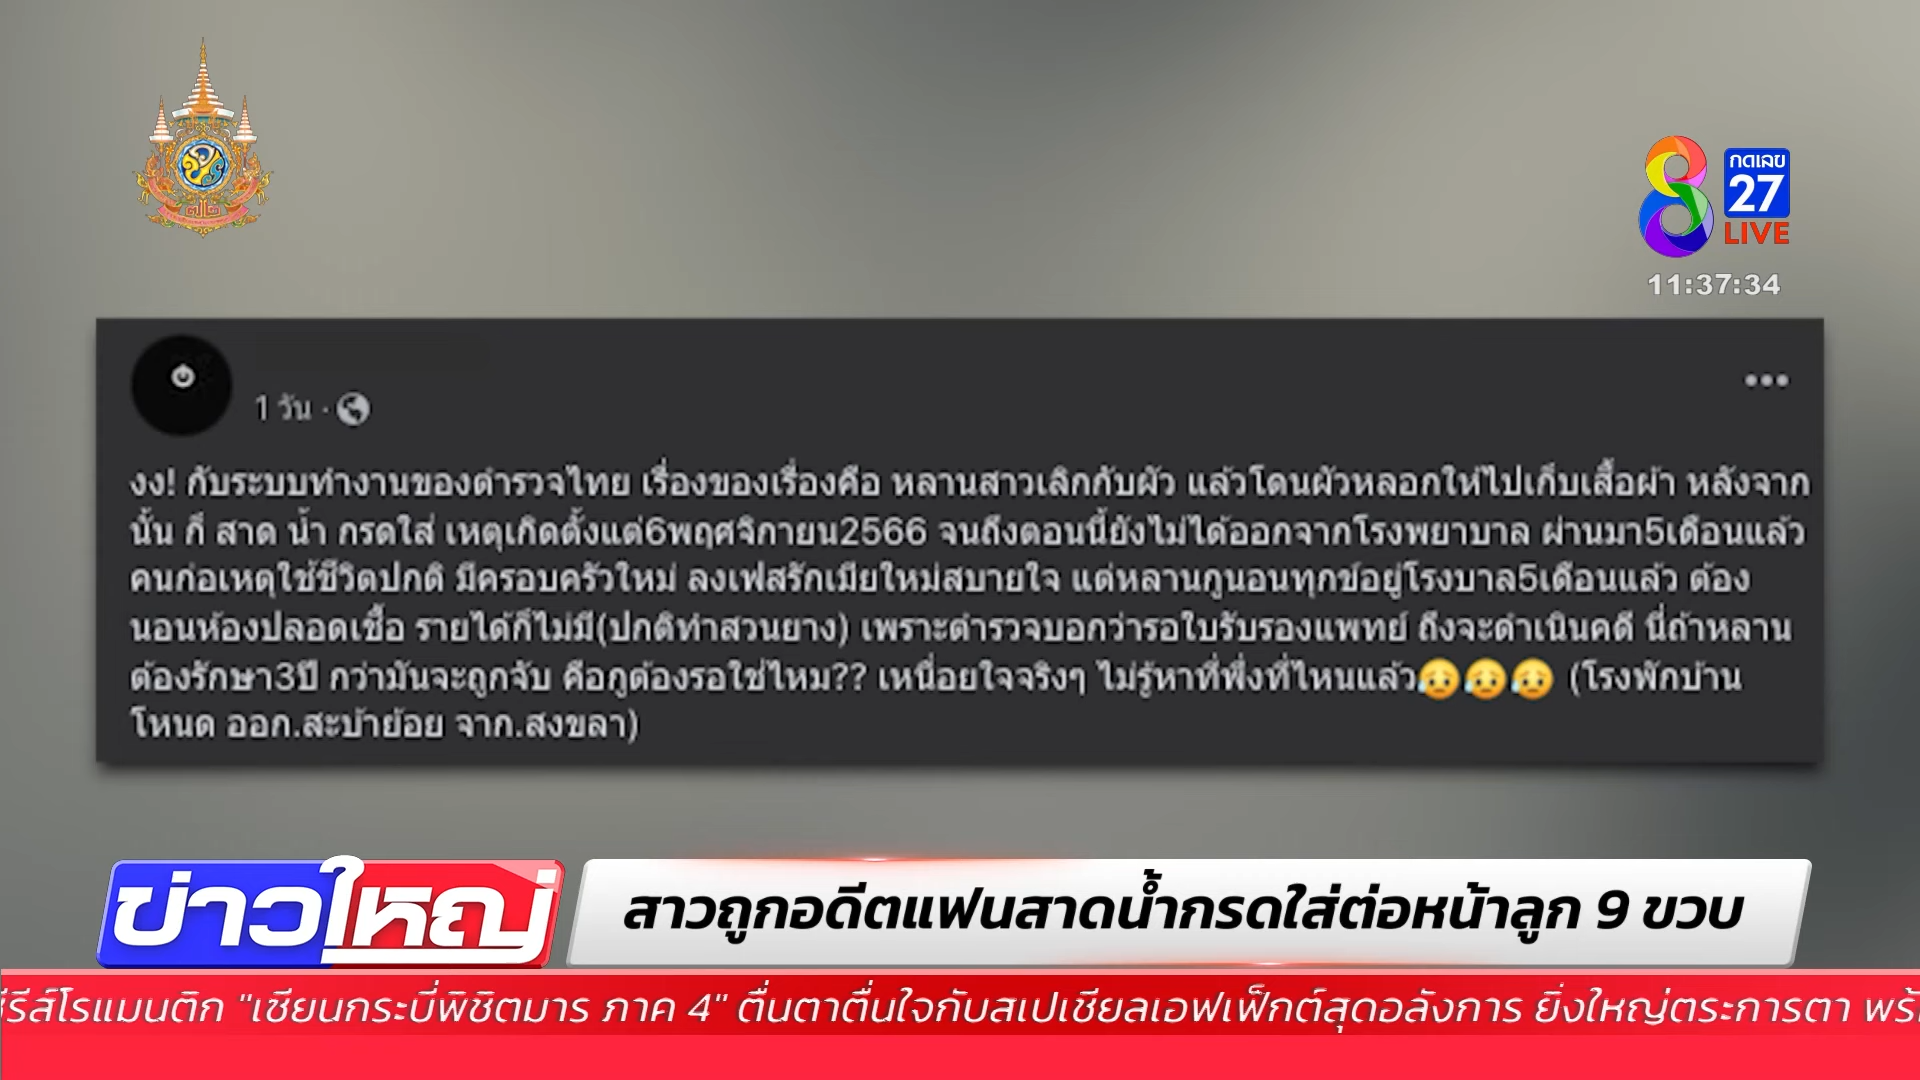 กดเลข
27
LIVE
11:37:34
1 วัน ·
งง! กับระบบทำงานของตำรวจไทย เรื่องของเรื่องคือ หลานสาวเลิกกับผัว แล้วโดนผัวหลอกให้ไปเก็บเสื้อผ้า หลังจาก
นั้น ก็ สาด น้ำ กรดใส่ เหตุเกิดตั้งแต่6พฤศจิกายน2566 จนถึงตอนนี้ยังไม่ได้ออกจากโรงพยาบาล ผ่านมา5เดือนแล้ว
คนก่อเหตุใช้ชีวิตปกติ มีครอบครัวใหม่ ลงเฟสรักเมียใหม่สบายใจ แต่หลานกูนอนทุกข์อยู่โรงบาล5เดือนแล้ว ต้อง
นอนห้องปลอดเชื้อ รายได้ก็ไม่มี(ปกติทำสวนยาง) เพราะตำรวจบอกว่ารอใบรับรองแพทย์ ถึงจะดำเนินคดี นี่ถ้าหลาน
ต้องรักษา3ปี กว่ามันจะถูกจับ คือกูต้องรอใช่ไหม?? เหนื่อยใจจริงๆ ไม่รู้หาที่พึ่งที่ไหนแล้ว😥😥😥 (โรงพักบ้าน
โหนด ออก.สะบ้าย้อย จาก.สงขลา)
ข่าวใหญ่
สาวถูกอดีตแฟนสาดน้ำกรดใส่ต่อหน้าลูก 9 ขวบ
ซีรีส์โรแมนติก "เซียนกระบี่พิชิตมาร ภาค 4" ตื่นตาตื่นใจกับสเปเชียลเอฟเฟ็กต์สุดอลังการ ยิ่งใหญ่ตระการตา